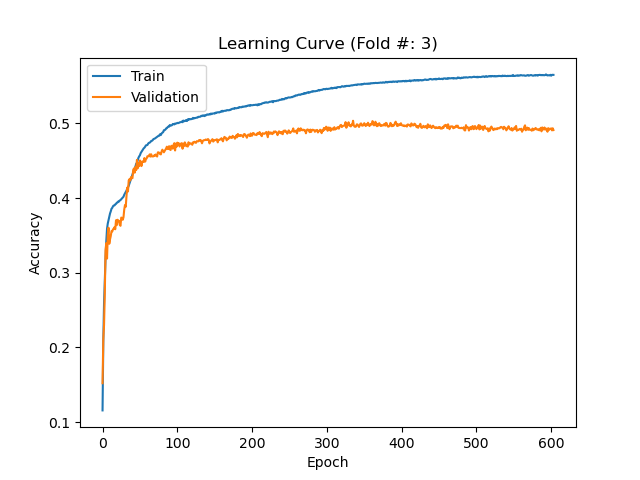 Learning Curve (Fold #: 3)
Train
Validation
Accuracy
0.5
0.4
0.3
0.2
0.1
0 100 200 300 400 500 600
Epoch